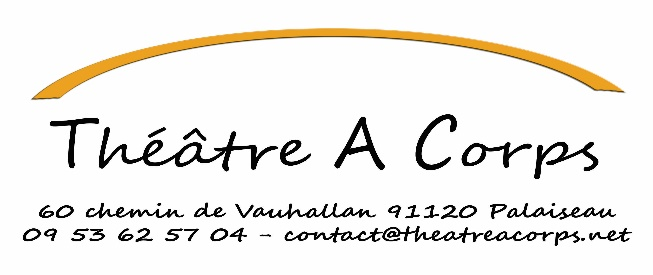 Théâtre A Corps
60 chemin de Vauhallan 91120 Palaiseau
09 53 62 57 04 - contact@theatreacorps.net